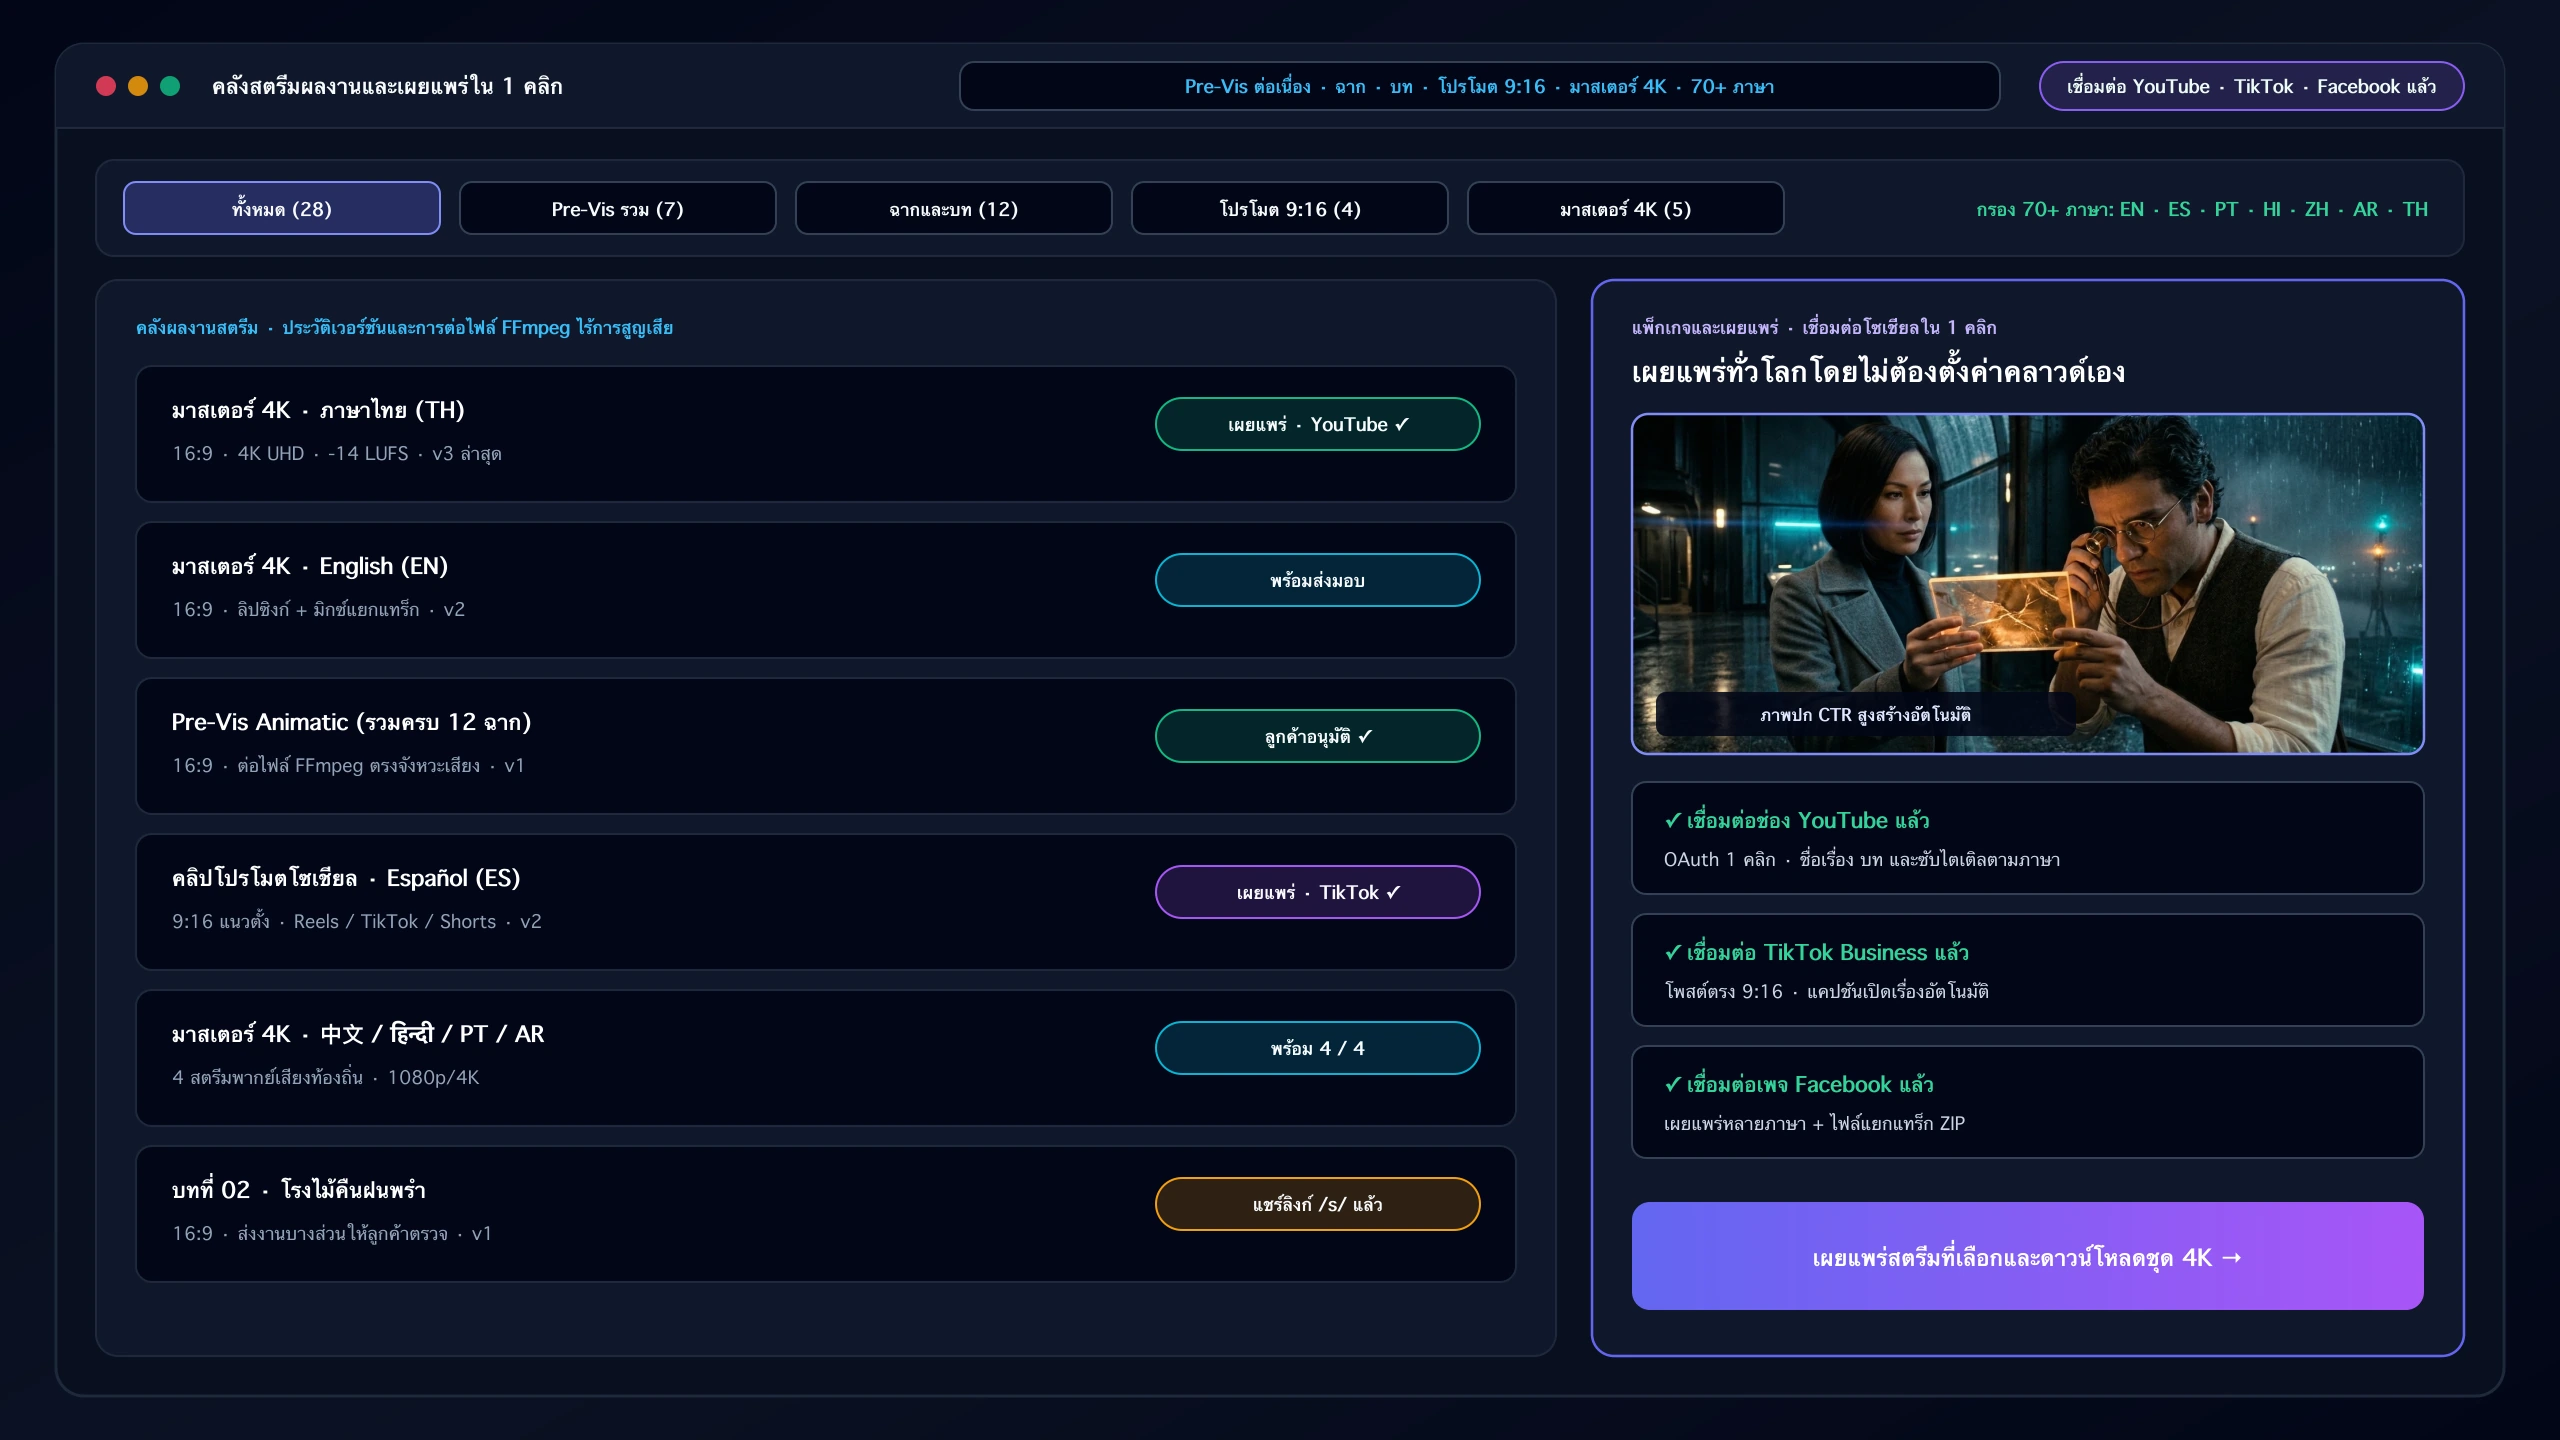 คลังสตรีมผลงานและเผยแพร่ใน 1 คลิก
Pre-Vis ต่อเนื่อง · ฉาก · บท · โปรโมต 9:16 · มาสเตอร์ 4K · 70+ ภาษา
เชื่อมต่อ YouTube · TikTok · Facebook แล้ว
ทั้งหมด (28)
Pre-Vis รวม (7)
ฉากและบท (12)
โปรโมต 9:16 (4)
มาสเตอร์ 4K (5)
กรอง 70+ ภาษา: EN · ES · PT · HI · ZH · AR · TH
คลังผลงานสตรีม · ประวัติเวอร์ชันและการต่อไฟล์ FFmpeg ไร้การสูญเสีย
มาสเตอร์ 4K · ภาษาไทย (TH)
16:9 · 4K UHD · -14 LUFS · v3 ล่าสุด
เผยแพร่ · YouTube ✓
มาสเตอร์ 4K · English (EN)
16:9 · ลิปซิงก์ + มิกซ์แยกแทร็ก · v2
พร้อมส่งมอบ
Pre-Vis Animatic (รวมครบ 12 ฉาก)
16:9 · ต่อไฟล์ FFmpeg ตรงจังหวะเสียง · v1
ลูกค้าอนุมัติ ✓
คลิปโปรโมตโซเชียล · Español (ES)
9:16 แนวตั้ง · Reels / TikTok / Shorts · v2
เผยแพร่ · TikTok ✓
มาสเตอร์ 4K · 中文 / हिन्दी / PT / AR
4 สตรีมพากย์เสียงท้องถิ่น · 1080p/4K
พร้อม 4 / 4
บทที่ 02 · โรงไม้คืนฝนพรำ
16:9 · ส่งงานบางส่วนให้ลูกค้าตรวจ · v1
แชร์ลิงก์ /s/ แล้ว
แพ็กเกจและเผยแพร่ · เชื่อมต่อโซเชียลใน 1 คลิก
เผยแพร่ทั่วโลกโดยไม่ต้องตั้งค่าคลาวด์เอง
ภาพปก CTR สูงสร้างอัตโนมัติ
✓ เชื่อมต่อช่อง YouTube แล้ว
OAuth 1 คลิก · ชื่อเรื่อง บท และซับไตเติลตามภาษา
✓ เชื่อมต่อ TikTok Business แล้ว
โพสต์ตรง 9:16 · แคปชันเปิดเรื่องอัตโนมัติ
✓ เชื่อมต่อเพจ Facebook แล้ว
เผยแพร่หลายภาษา + ไฟล์แยกแทร็ก ZIP
เผยแพร่สตรีมที่เลือกและดาวน์โหลดชุด 4K →